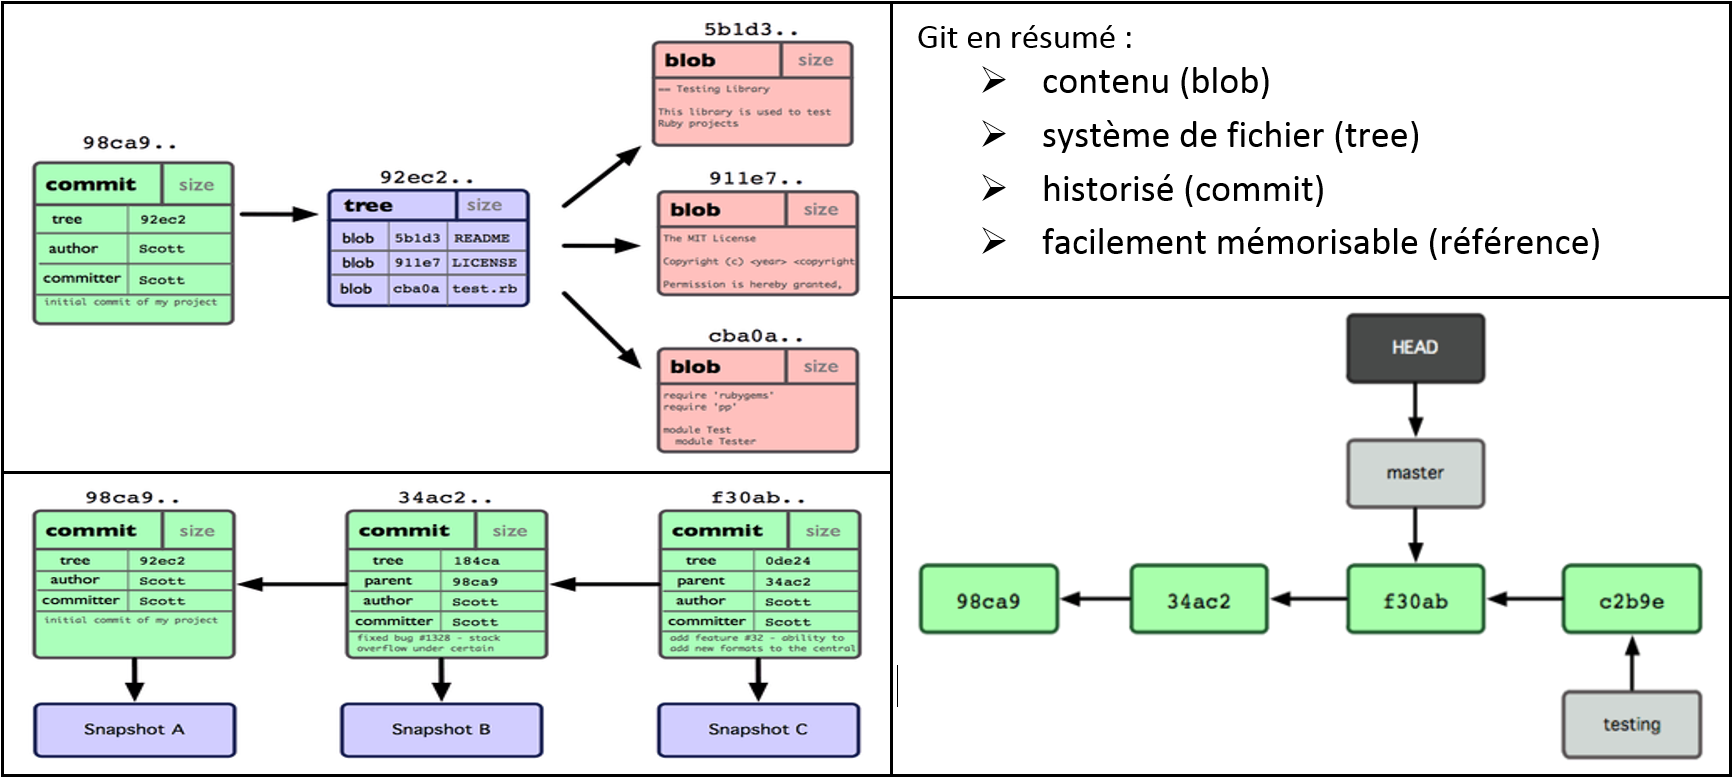 98ca9..
commit size
tree 92ec2
author Scott
committer Scott
initial commit of my project
92ec2..
tree size
blob 5b1d3 README
blob 911e7 LICENSE
blob cba0a test.rb
5b1d3..
blob size
== Testing Library
This library is used to test
Ruby projects
911e7..
blob size
The MIT License
Copyright (c) <year> <copyright
Permission is hereby granted,
cba0a..
blob size
require 'rubygems'
require 'pp'
module Test
module Tester
Git en résumé :
➢ contenu (blob)
➢ système de fichier (tree)
➢ historisé (commit)
➢ facilement mémorisable (référence)
98ca9..
commit size
tree 92ec2
author Scott
committer Scott
initial commit of my project
Snapshot A
34ac2..
commit size
tree 184ca
parent 98ca9
author Scott
committer Scott
fixed bug #1328 - stack
overflow under certain
Snapshot B
f30ab..
commit size
tree 0de24
parent 34ac2
author Scott
committer Scott
add feature #32 - ability to
add new formats to the central
Snapshot C
HEAD
master
98ca9
34ac2
f30ab
c2b9e
testing